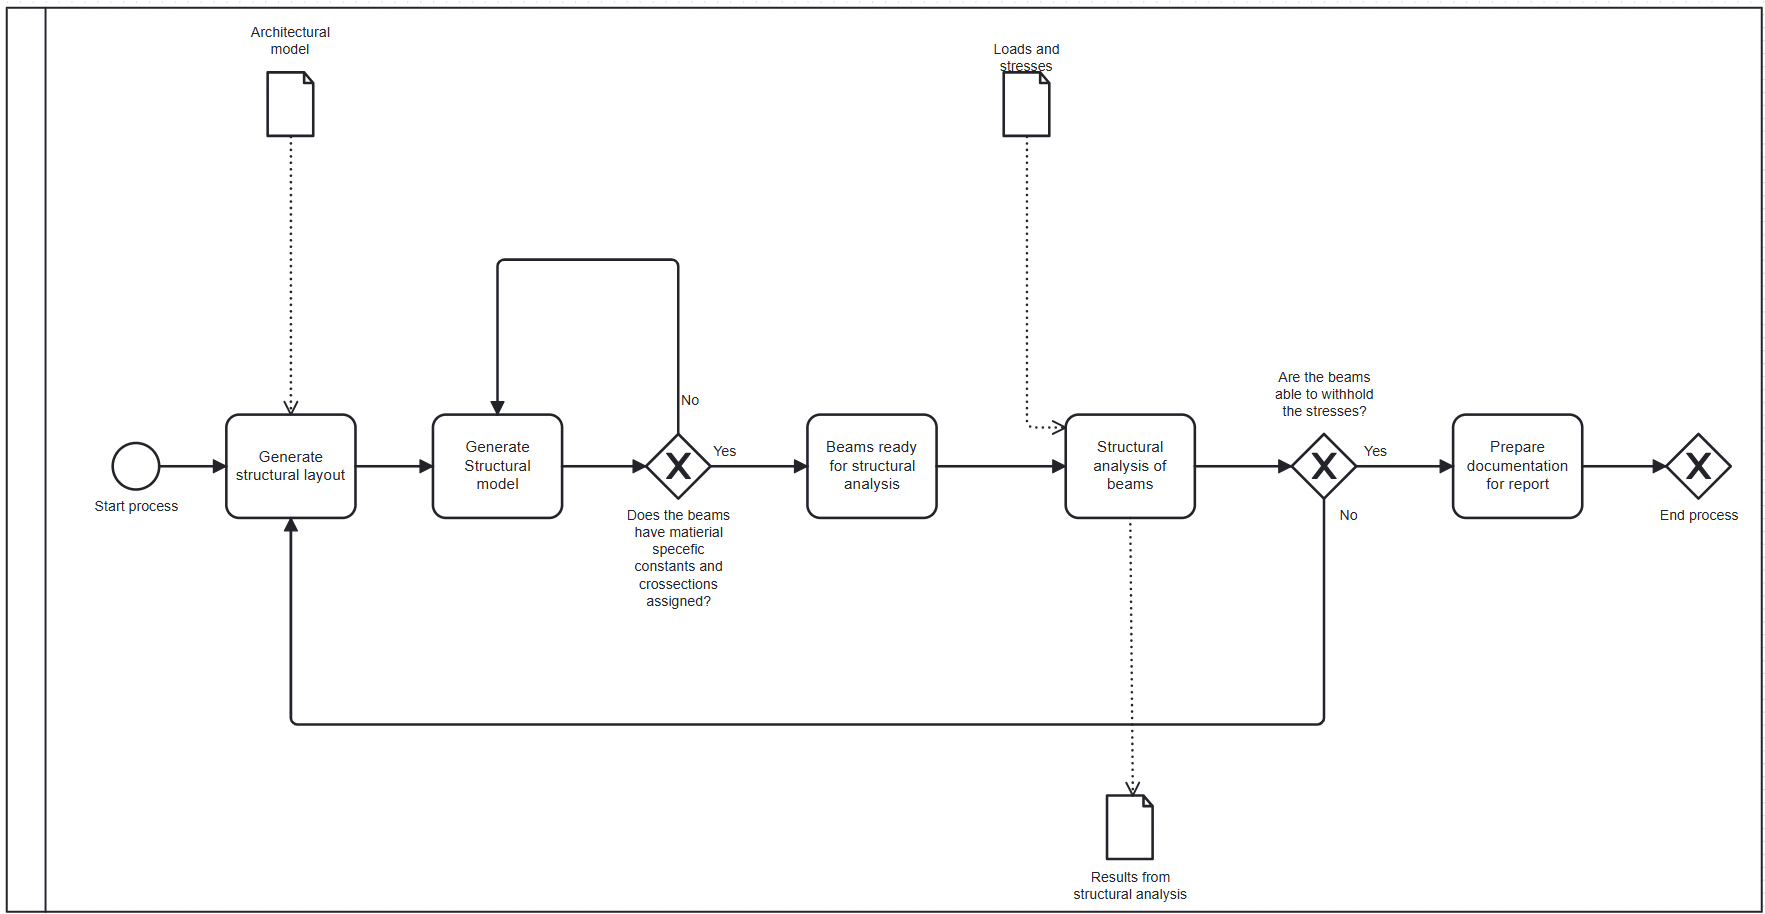 Architectural
model
Loads and
stresses
Start process
Generate
structural layout
Generate
Structural
model
No
Yes
Does the beams
have matierial
specefic
constants and
crossections
assigned?
Beams ready
for structural
analysis
Structural
analysis of
beams
Are the beams
able to withhold
the stresses?
Yes
No
Prepare
documentation
for report
End process
Results from
structural analysis